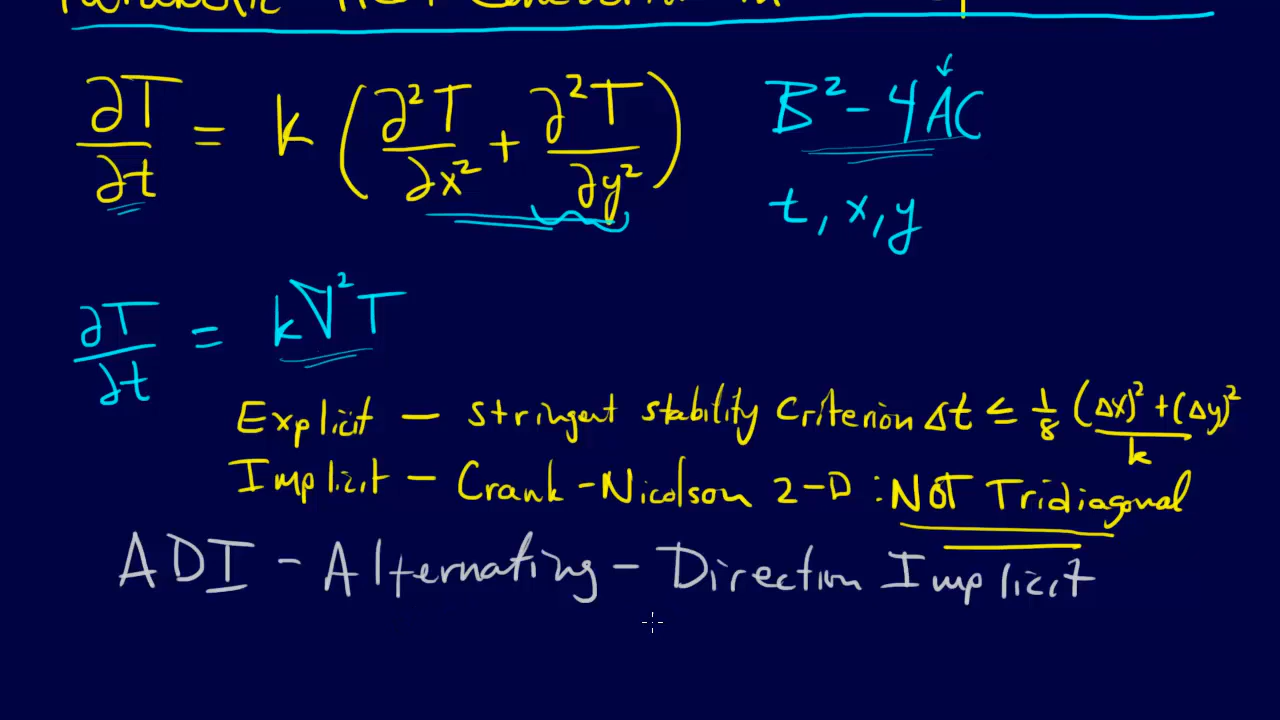 ∂T/∂t = k (∂²T/∂x² + ∂²T/∂y²) B² - 4AC
t, x, y
∂T/∂t = k∇²T
Explicit - Stringent stability Criterion Δt ≤ 1/8 (Δx)² + (Δy)² / k
Implicit - Crank-Nicolson 2-D : NOT Tridiagonal
ADI - Alternating - Direction Implicit